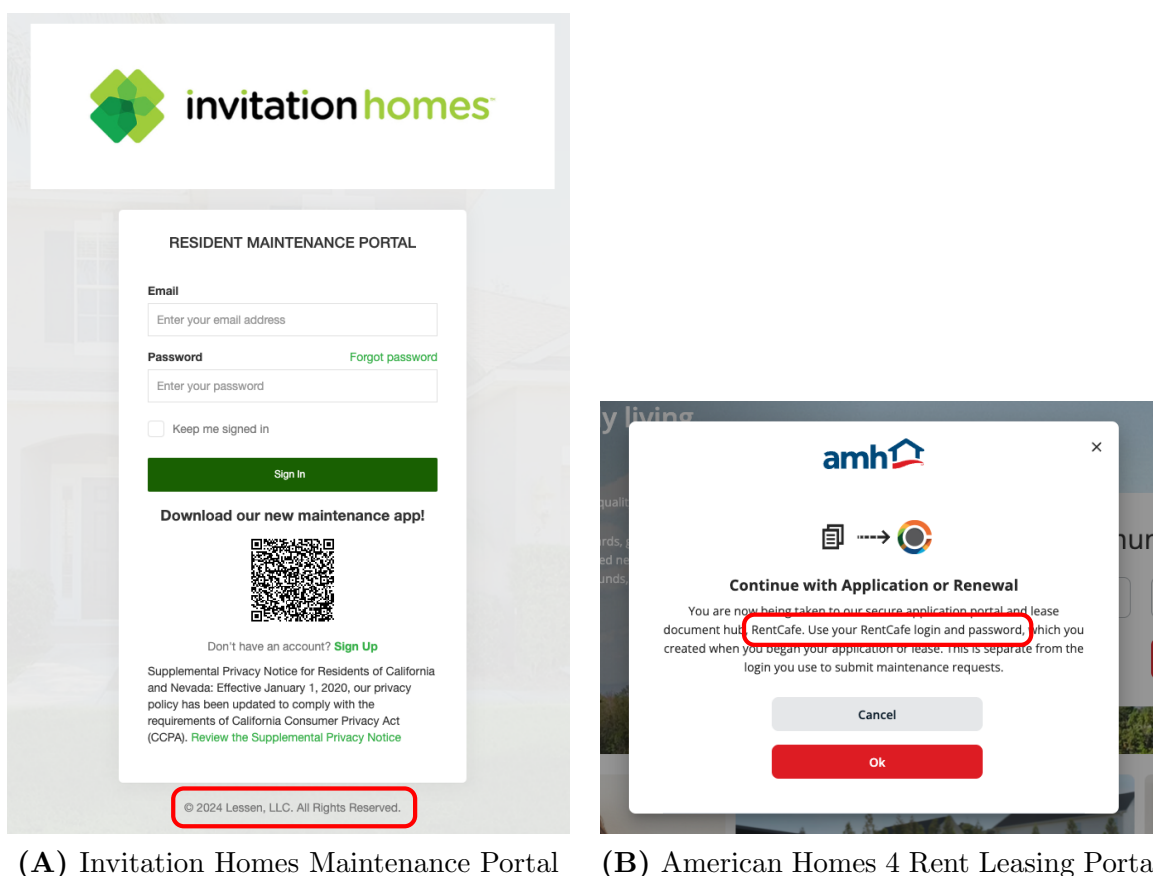 invitation homes
RESIDENT MAINTENANCE PORTAL
Email
Enter your email address
Password Forgot password
Enter your password
Keep me signed in
Sign In
Download our new maintenance app!
Don't have an account? Sign Up
Supplemental Privacy Notice for Residents of California
and Nevada: Effective January 1, 2020, our privacy
policy has been updated to comply with the
requirements of California Consumer Privacy Act
(CCPA). Review the Supplemental Privacy Notice
© 2024 Lessen, LLC. All Rights Reserved.
(A) Invitation Homes Maintenance Portal
y living
amh
×
Continue with Application or Renewal
You are now being taken to our secure application portal and lease
document hub, RentCafe. Use your RentCafe login and password, which you
created when you began your application or lease. This is separate from the
login you use to submit maintenance requests.
Cancel
Ok
(B) American Homes 4 Rent Leasing Porta